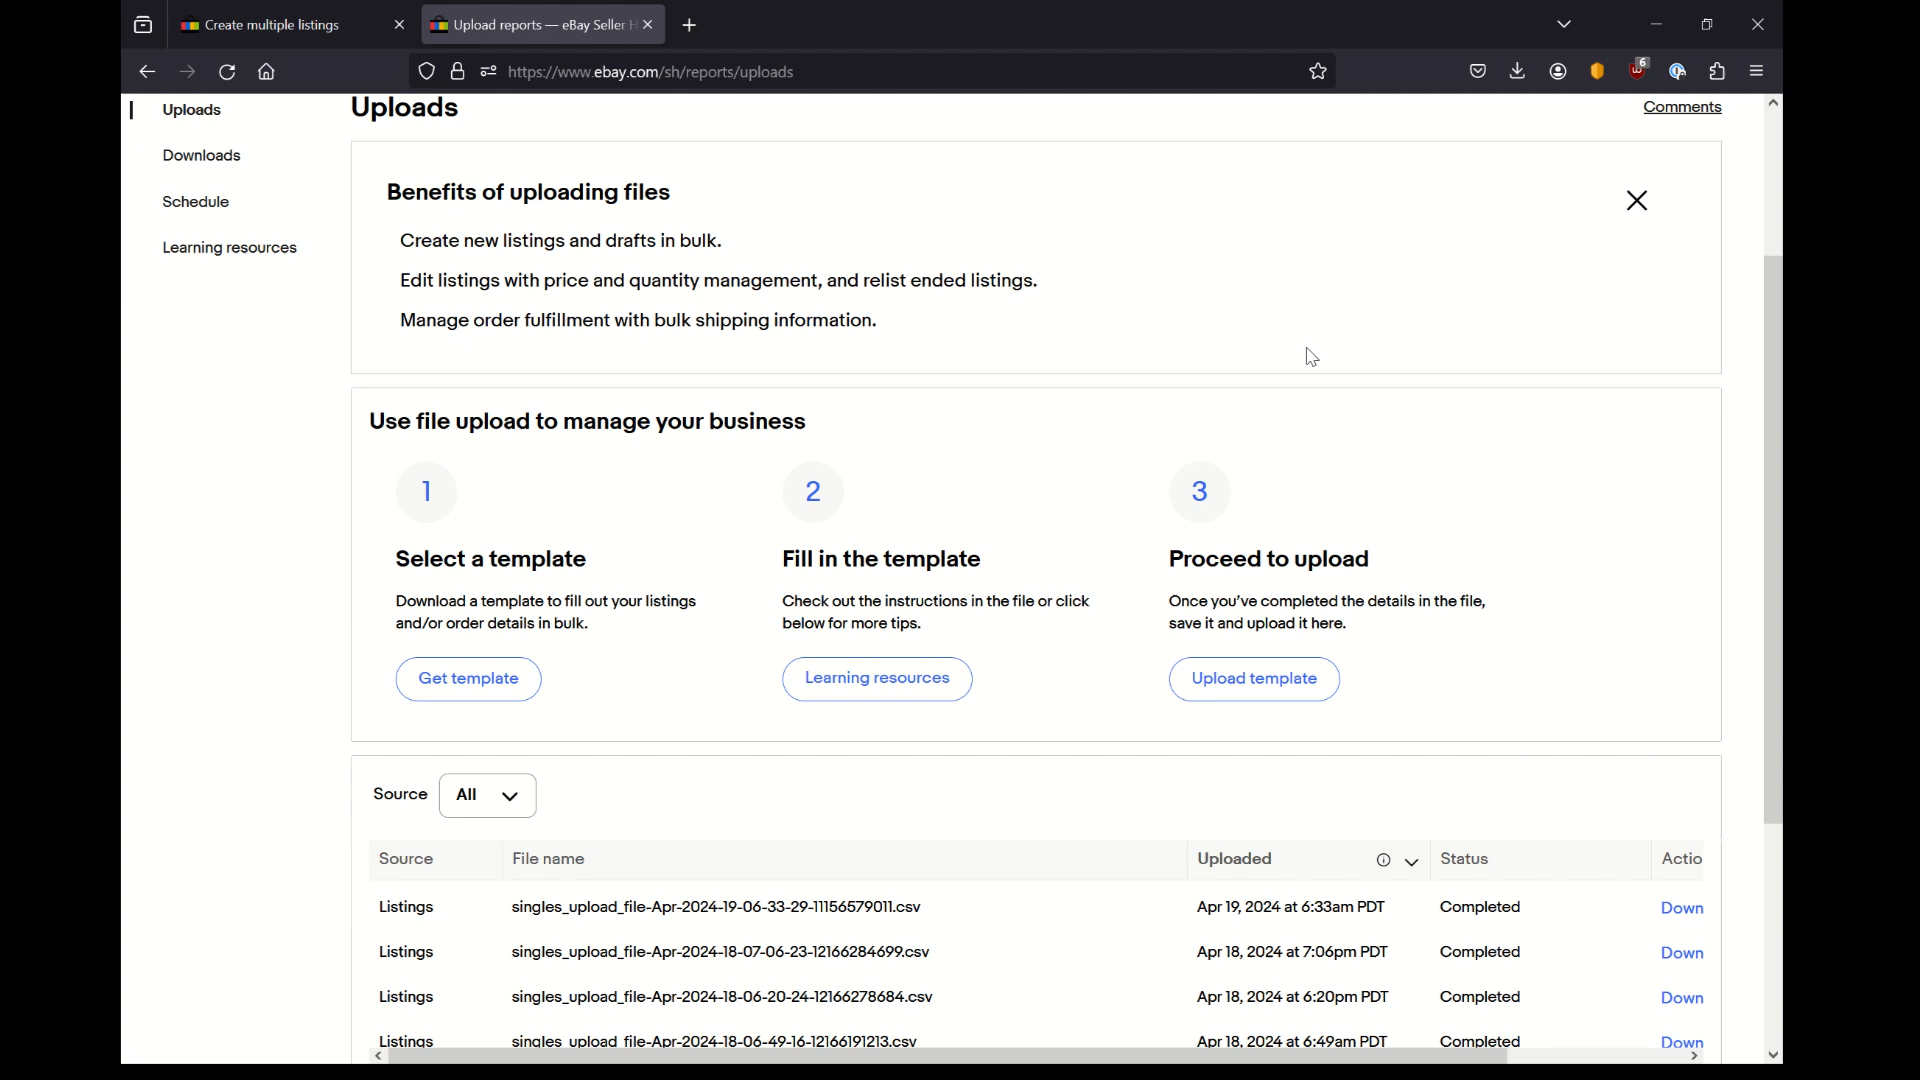 Create multiple listings
Upload reports — eBay Seller H
https://www.ebay.com/sh/reports/uploads
6
Uploads
Downloads
Schedule
Learning resources
Uploads
Comments
Benefits of uploading files
Create new listings and drafts in bulk.
Edit listings with price and quantity management, and relist ended listings.
Manage order fulfillment with bulk shipping information.
Use file upload to manage your business
1
Select a template
Download a template to fill out your listings
and/or order details in bulk.
Get template
2
Fill in the template
Check out the instructions in the file or click
below for more tips.
Learning resources
3
Proceed to upload
Once you've completed the details in the file,
save it and upload it here.
Upload template
Source All
Source File name Uploaded Status Actio
Listings singles_upload_file-Apr-2024-19-06-33-29-11156579011.csv Apr 19, 2024 at 6:33am PDT Completed Down
Listings singles_upload_file-Apr-2024-18-07-06-23-12166284699.csv Apr 18, 2024 at 7:06pm PDT Completed Down
Listings singles_upload_file-Apr-2024-18-06-20-24-12166278684.csv Apr 18, 2024 at 6:20pm PDT Completed Down
Listings singles_upload_file-Apr-2024-18-06-49-16-12166191213.csv Apr 18, 2024 at 6:49am PDT Completed Down